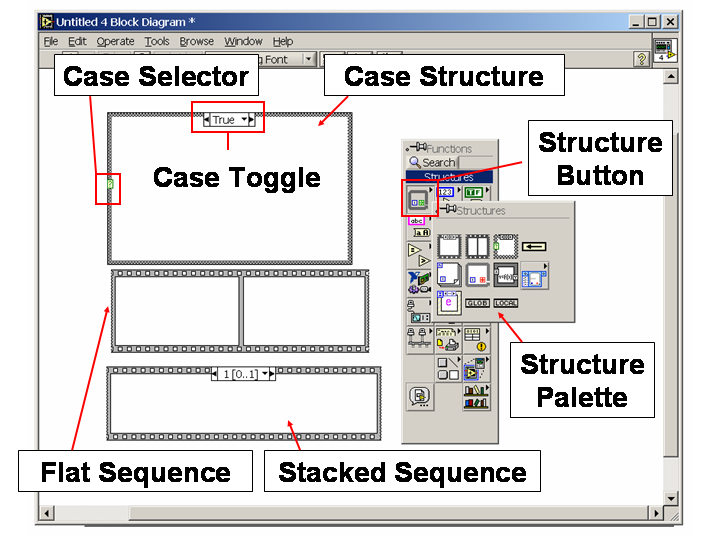 Untitled 4 Block Diagram *
File Edit Operate Tools Browse Window Help
Font
?
4
Case Selector
Case Structure
True
Case Toggle
Functions
Search
Structures
Structure
Button
Structures
GLOB
LOCAL
1 [0..1]
Structure
Palette
Flat Sequence
Stacked Sequence